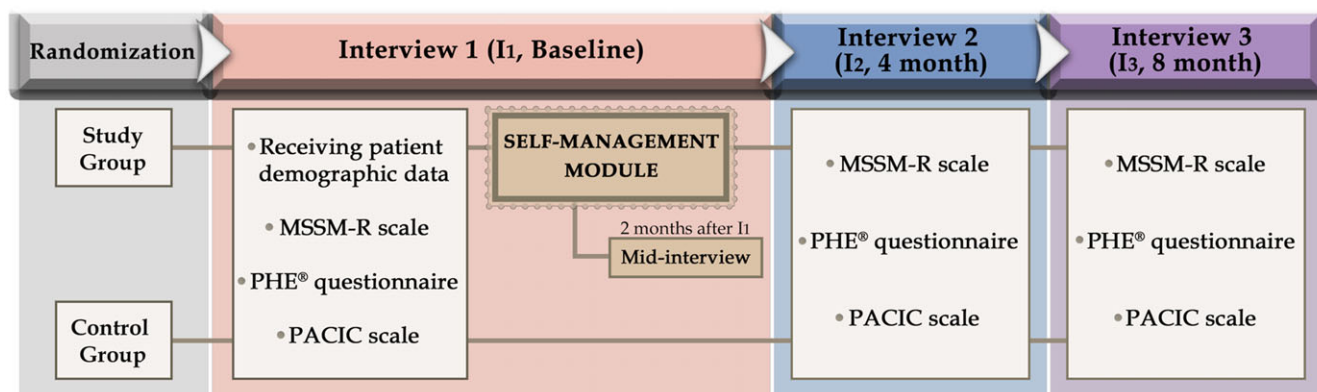 Randomization
Interview 1 (I1, Baseline)
Interview 2
(I2, 4 month)
Interview 3
(I3, 8 month)
Study
Group
Control
Group
• Receiving patient
demographic data
• MSSM-R scale
• PHE® questionnaire
• PACIC scale
SELF-MANAGEMENT
MODULE
2 months after I1
Mid-interview
• MSSM-R scale
• PHE® questionnaire
• PACIC scale
• MSSM-R scale
• PHE® questionnaire
• PACIC scale